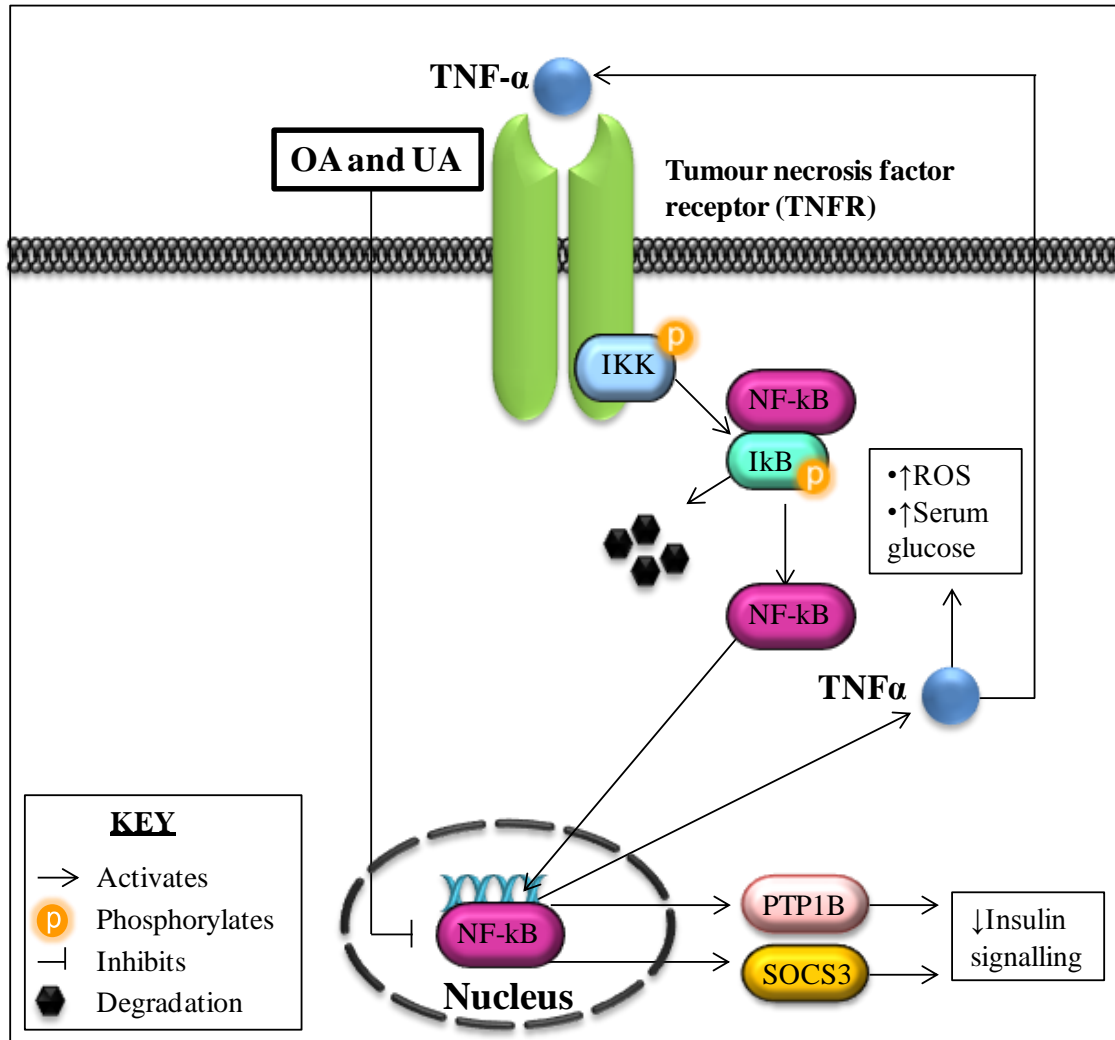 TNF-α
OA and UA
Tumour necrosis factor
receptor (TNFR)
p
IKK
NF-kB
IkB
p
•↑ROS
•↑Serum
glucose
NF-kB
TNFα
KEY
Activates
p Phosphorylates
Inhibits
Degradation
NF-kB
Nucleus
PTP1B
SOCS3
↓Insulin
signalling